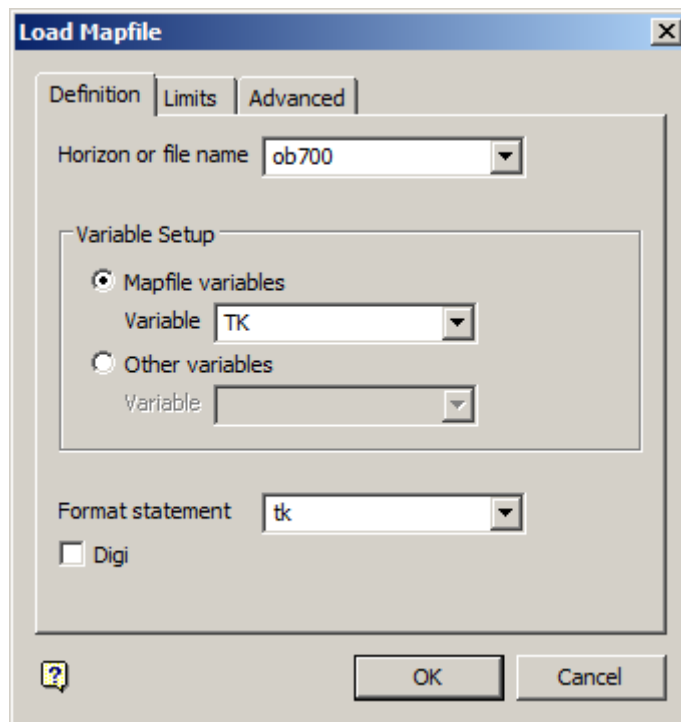 Load Mapfile
Definition Limits Advanced
Horizon or file name ob700
Variable Setup
Mapfile variables
Variable TK
Other variables
Variable
Format statement tk
Digi
OK Cancel